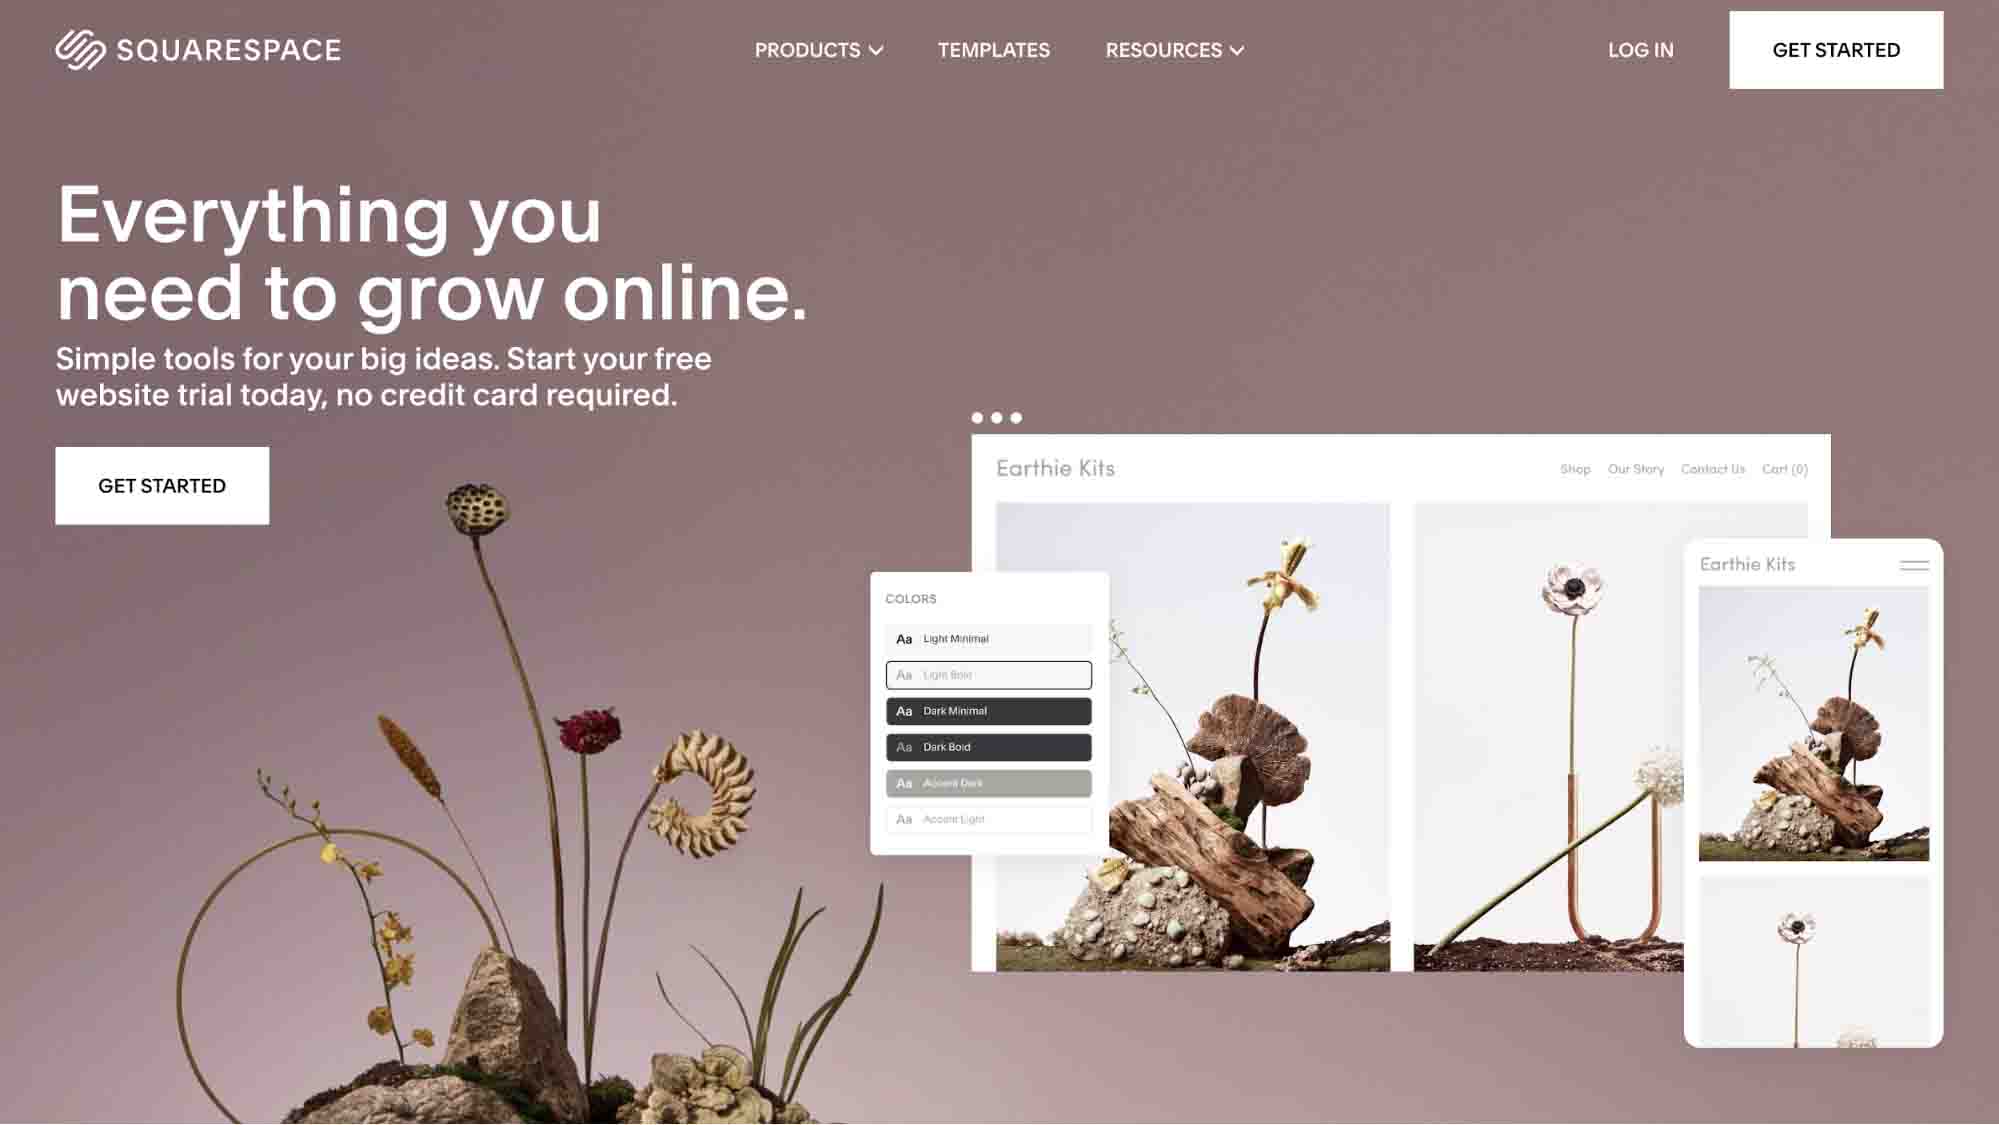 SQUARESPACE
PRODUCTS
TEMPLATES
RESOURCES
LOG IN
GET STARTED
Everything you
need to grow online.
Simple tools for your big ideas. Start your free
website trial today, no credit card required.
GET STARTED
Earthie Kits
Shop
Our Story
Contact Us
Cart (0)
COLORS
Aa Light Minimal
Aa Light Bold
Aa Dark Minimal
Aa Dark Bold
Aa Accent Dark
Aa Accent Light
Earthie Kits